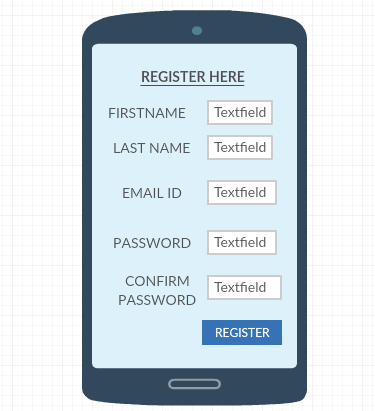 REGISTER HERE
FIRSTNAME Textfield
LAST NAME Textfield
EMAIL ID Textfield
PASSWORD Textfield
CONFIRM
PASSWORD Textfield
REGISTER